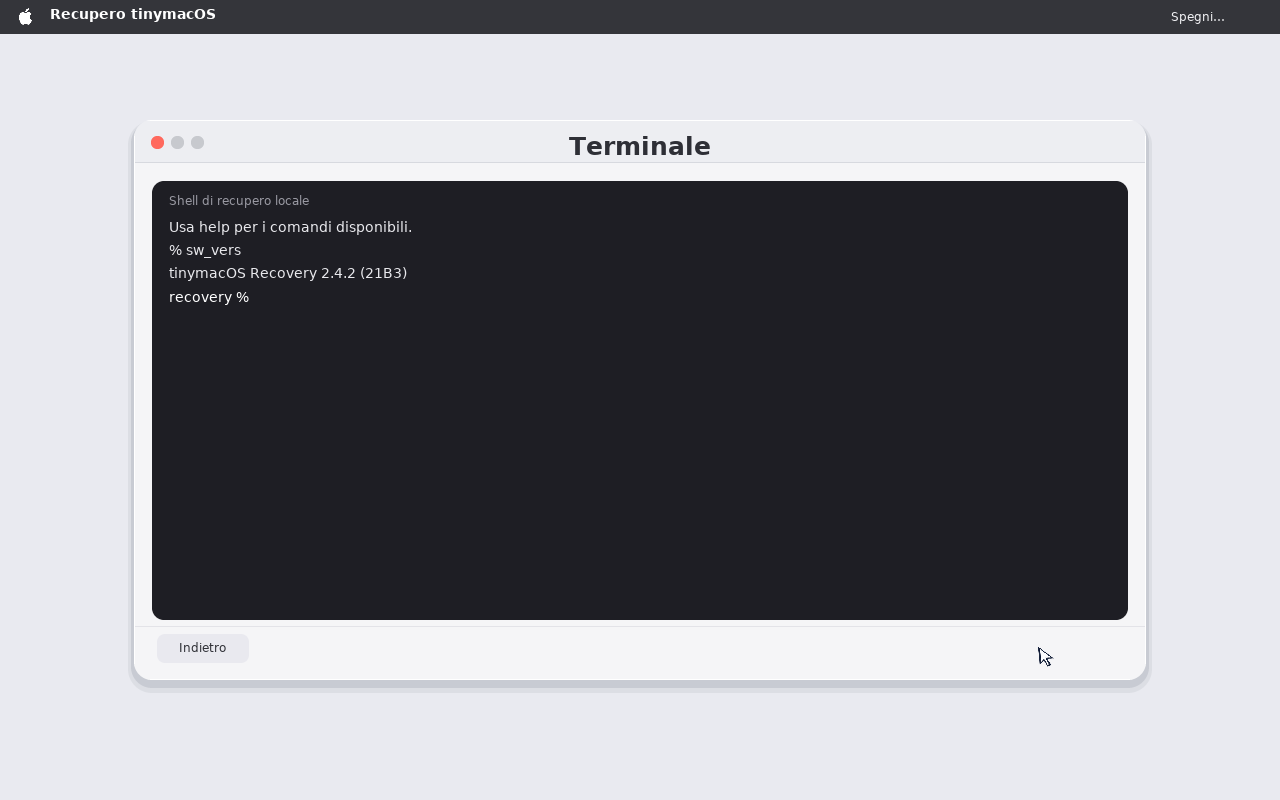 Recupero tinymacOS
Spegni...
Terminale
Shell di recupero locale
Usa help per i comandi disponibili.
% sw_vers
tinymacOS Recovery 2.4.2 (21B3)
recovery %
Indietro